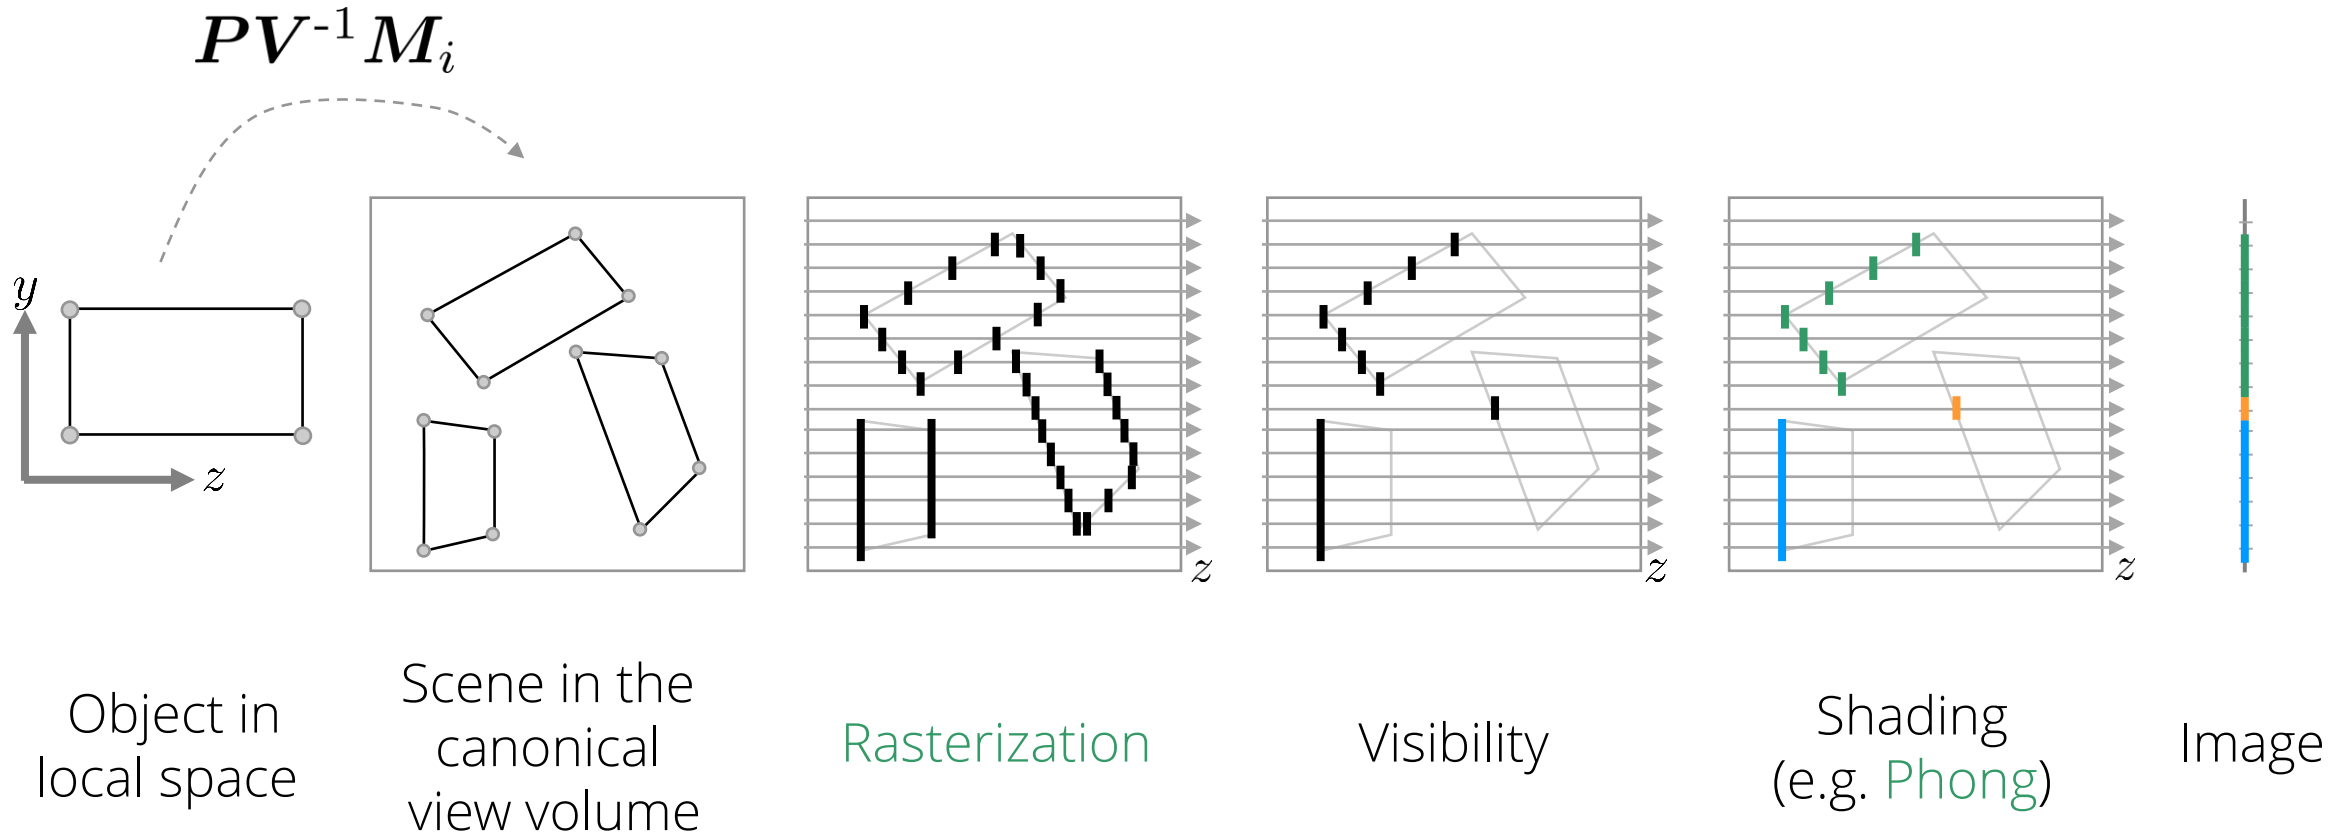 PV⁻¹Mᵢ
y
z
z
z
z
Object in
local space
Scene in the
canonical
view volume
Rasterization
Visibility
Shading
(e.g. Phong)
Image